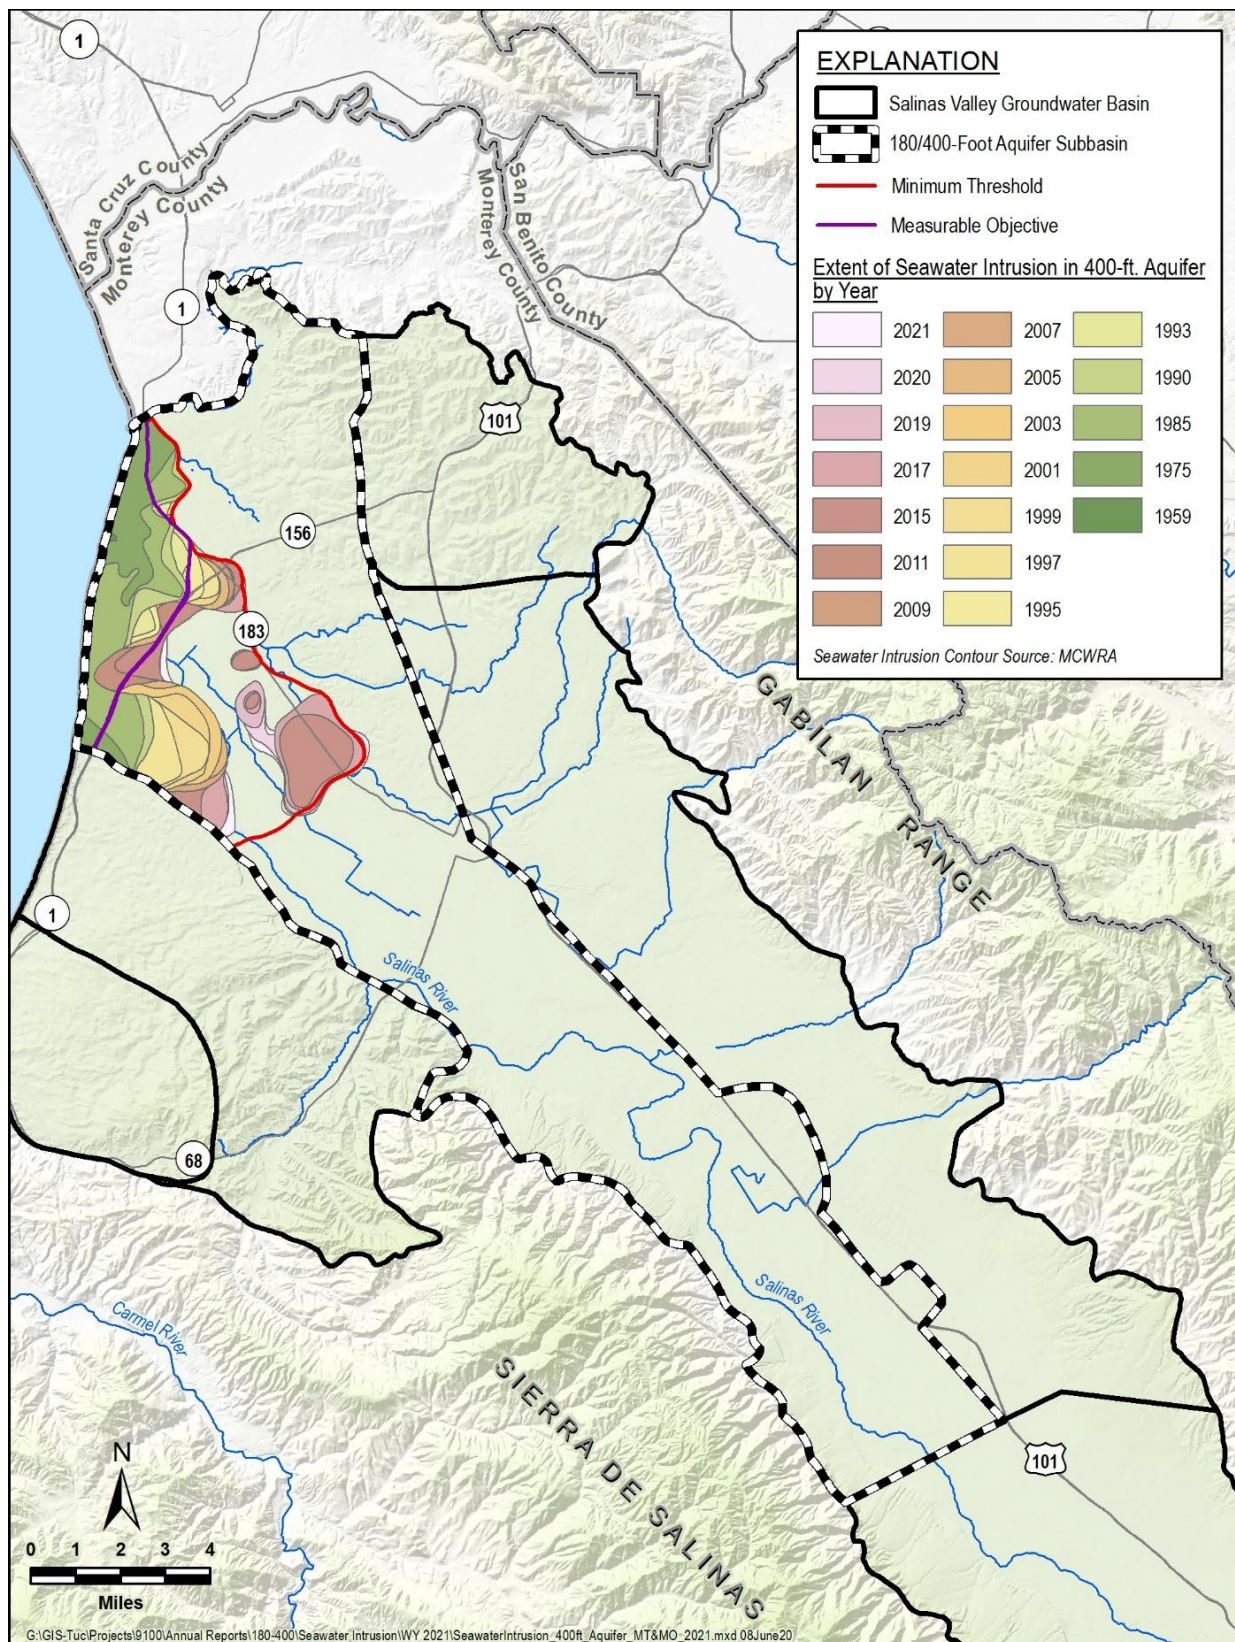 EXPLANATION
Salinas Valley Groundwater Basin
180/400-Foot Aquifer Subbasin
Minimum Threshold
Measurable Objective
Extent of Seawater Intrusion in 400-ft. Aquifer
by Year
2021 2007 1993
2020 2005 1990
2019 2003 1985
2017 2001 1975
2015 1999 1959
2011 1997
2009 1995
Seawater Intrusion Contour Source: MCWRA
1
Santa Cruz County
Monterey County
San Benito County
Monterey County
1
101
156
183
GABILAN RANGE
1
Salinas River
68
Salinas River
Carmel River
SIERRA DE SALINAS
101
N
0 1 2 3 4
Miles
G:\GIS-Tuc\Projects\9100\Annual Reports\180-400\Seawater Intrusion\WY 2021\SeawaterIntrusion_400ft_Aquifer_MT&MO_2021.mxd 08June20